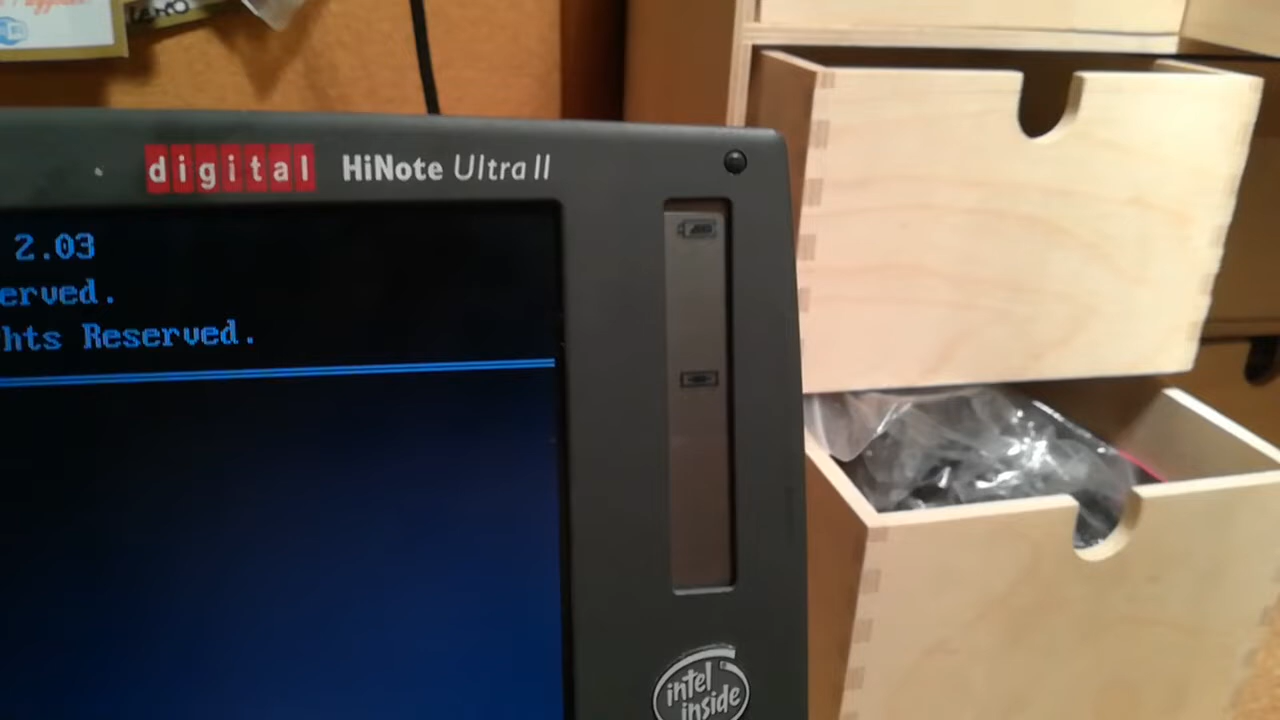 digital HiNote Ultra II
2.03
erved.
hts Reserved.
intel
inside